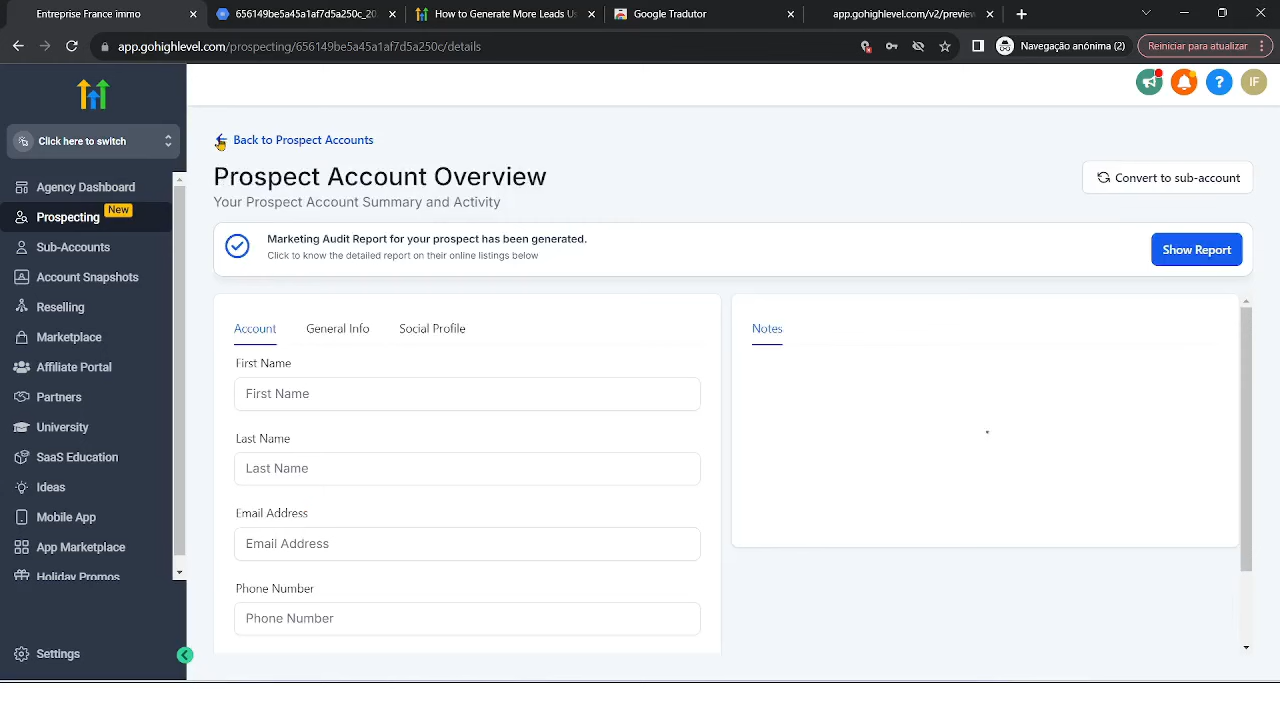 Entreprise France immo
656149be5a45a1af7d5a250c_20
How to Generate More Leads Us
Google Tradutor
app.gohighlevel.com/v2/preview
app.gohighlevel.com/prospecting/656149be5a45a1af7d5a250c/details
Navegação anónima (2)
Reiniciar para atualizar
IF
Click here to switch
Agency Dashboard
Prospecting
New
Sub-Accounts
Account Snapshots
Reselling
Marketplace
Affiliate Portal
Partners
University
SaaS Education
Ideas
Mobile App
App Marketplace
Holiday Promos
Settings
Back to Prospect Accounts
Prospect Account Overview
Your Prospect Account Summary and Activity
Convert to sub-account
Marketing Audit Report for your prospect has been generated.
Click to know the detailed report on their online listings below
Show Report
Account
General Info
Social Profile
First Name
First Name
Last Name
Last Name
Email Address
Email Address
Phone Number
Phone Number
Notes